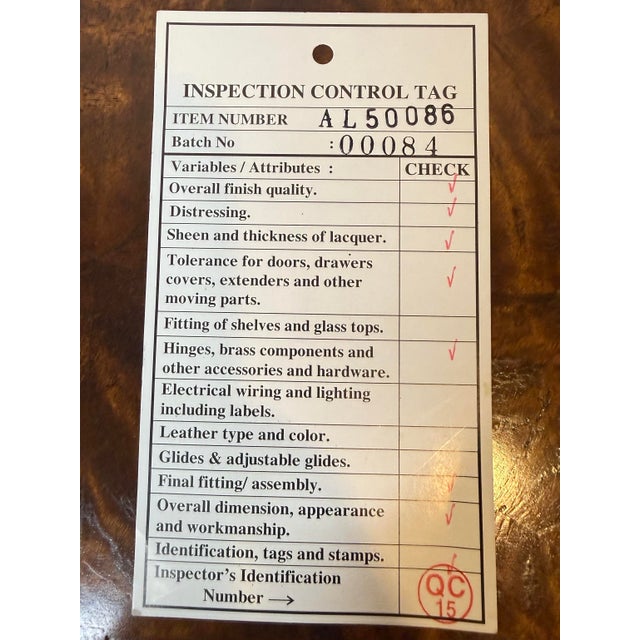 INSPECTION CONTROL TAG
ITEM NUMBER AL50086
Batch No :00084
Variables / Attributes : CHECK
Overall finish quality. ✓
Distressing. ✓
Sheen and thickness of lacquer. ✓
Tolerance for doors, drawers
covers, extenders and other ✓
moving parts.
Fitting of shelves and glass tops.
Hinges, brass components and ✓
other accessories and hardware.
Electrical wiring and lighting
including labels.
Leather type and color.
Glides & adjustable glides.
Final fitting/ assembly. ✓
Overall dimension, appearance ✓
and workmanship.
Identification, tags and stamps. ✓
Inspector's Identification QC
Number → 15